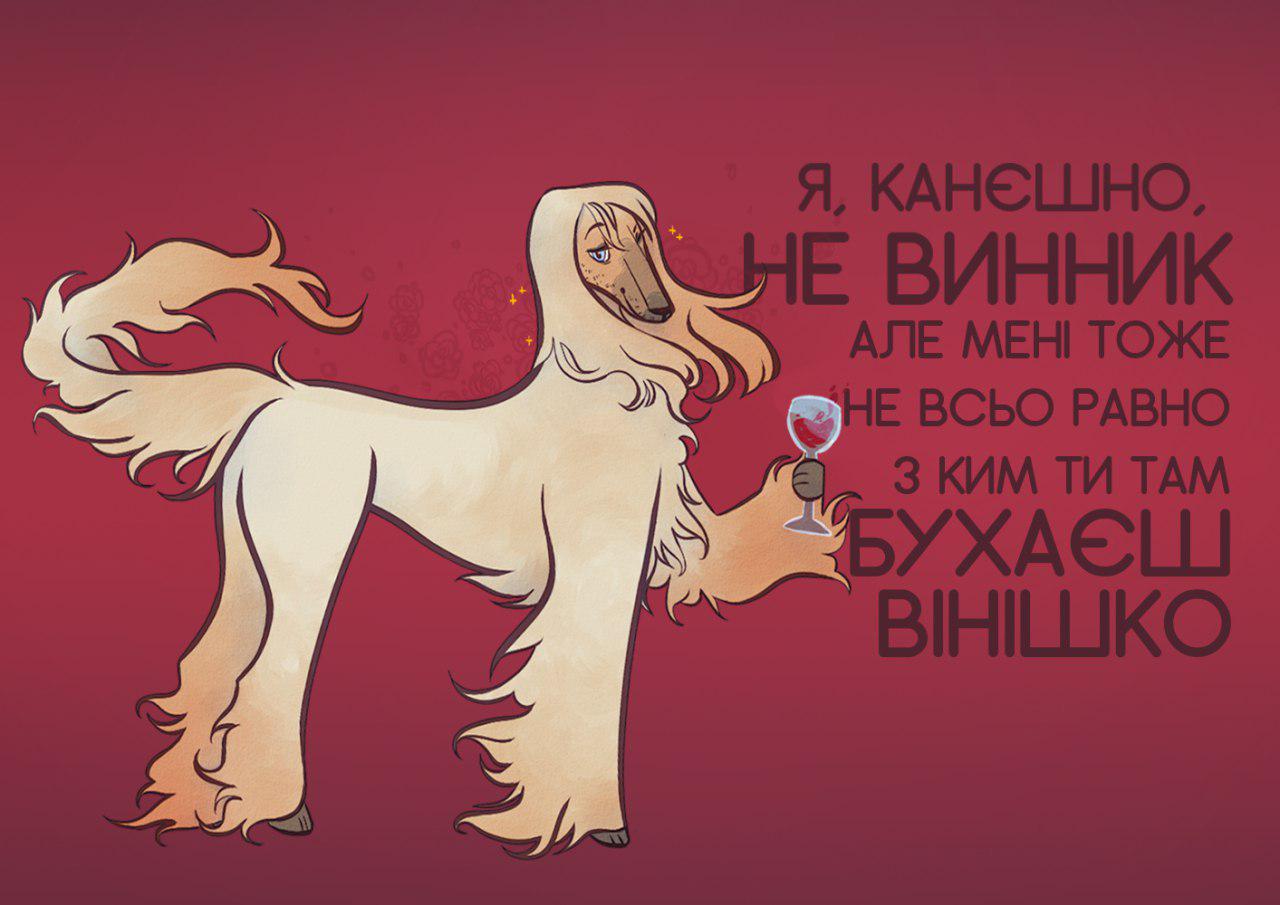 Я, КАНЄШНО,
НЕ ВИННИК
АЛЕ МЕНІ ТОЖЕ
НЕ ВСЬО РАВНО
З КИМ ТИ ТАМ
БУХАЄШ
ВІНІШКО